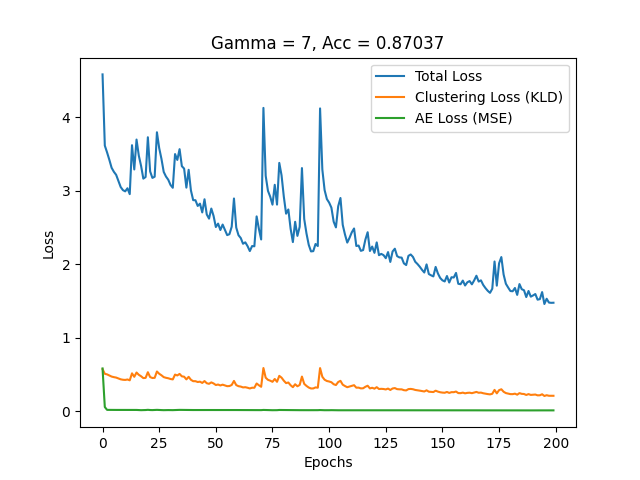 Gamma = 7, Acc = 0.87037
Total Loss
Clustering Loss (KLD)
AE Loss (MSE)
Loss
4
3
2
1
0
0 25 50 75 100 125 150 175 200
Epochs